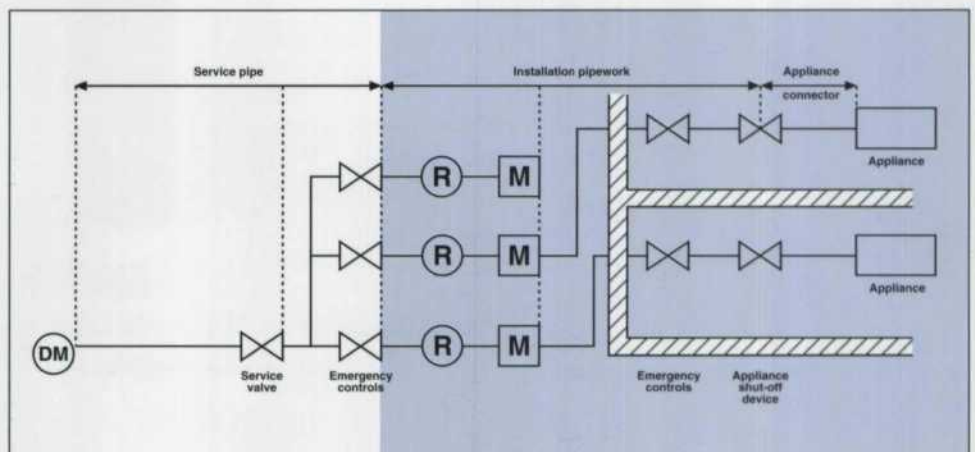 Service pipe
Installation pipework
Appliance
connector
Appliance
R
M
R
M
Appliance
DM
R
M
Service
valve
Emergency
controls
Emergency
controls
Appliance
shut-off
device